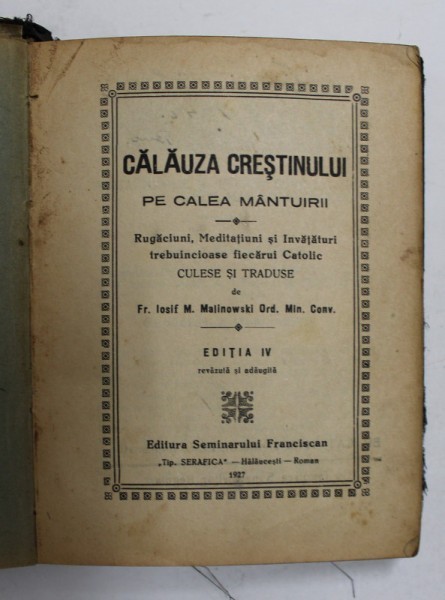 CĂLĂUZA CREŞTINULUI
PE CALEA MÂNTUIRII
Rugăciuni, Meditaţiuni şi Invăţături
trebuincioase fiecărui Catolic
CULESE ŞI TRADUSE
de
Fr. Iosif M. Malinowski Ord. Min. Conv.
EDIŢIA IV
revăzută şi adăugită
Editura Seminarului Franciscan
„Tip. SERAFICA" — Hălăuceşti — Roman
1927